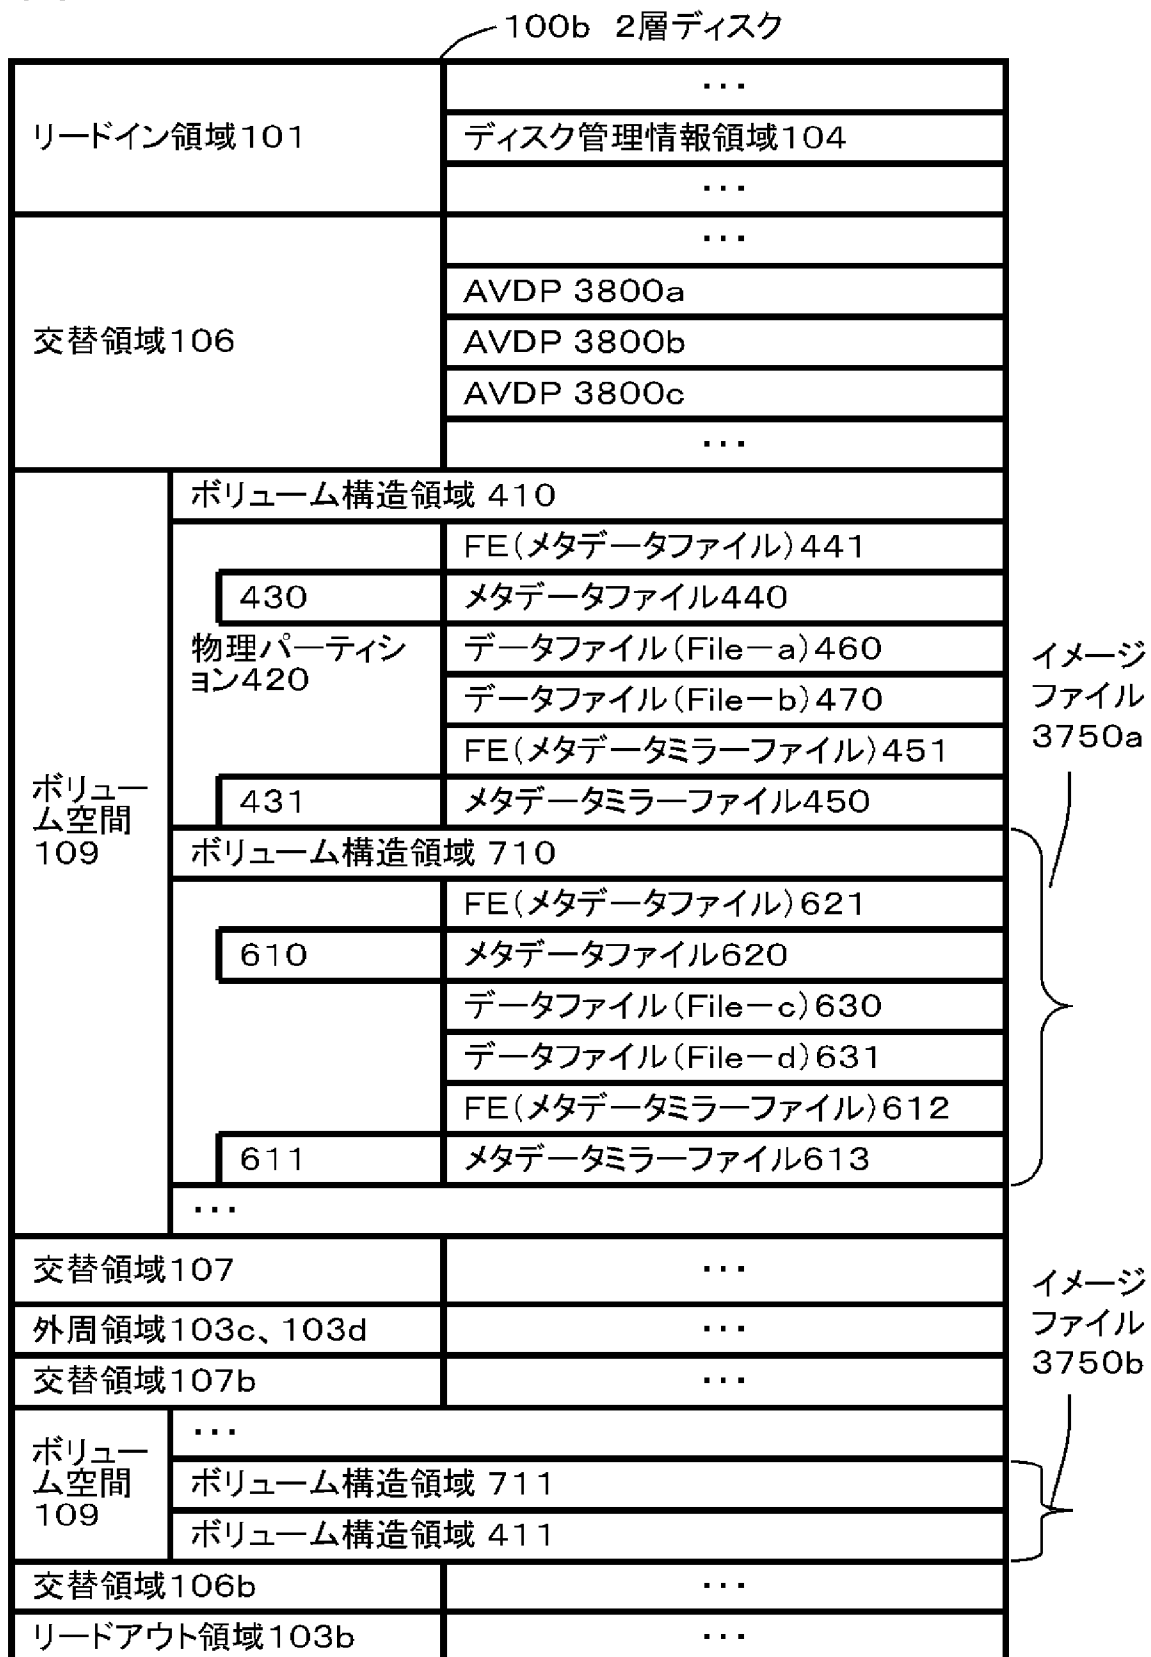 100b 2層ディスク
・・・
リードイン領域101
ディスク管理情報領域104
・・・
・・・
AVDP 3800a
交替領域106
AVDP 3800b
AVDP 3800c
・・・
ボリューム構造領域 410
FE(メタデータファイル)441
430
メタデータファイル440
物理パーティシ
ョン420
データファイル(File-a)460
データファイル(File-b)470
FE(メタデータミラーファイル)451
431
メタデータミラーファイル450
イメージ
ファイル
3750a
ボリュー
ム空間
109
ボリューム構造領域 710
FE(メタデータファイル)621
610
メタデータファイル620
データファイル(File-c)630
データファイル(File-d)631
FE(メタデータミラーファイル)612
611
メタデータミラーファイル613
・・・
交替領域107
・・・
外周領域103c、103d
・・・
交替領域107b
・・・
イメージ
ファイル
3750b
ボリュー
ム空間
109
・・・
ボリューム構造領域 711
ボリューム構造領域 411
交替領域106b
・・・
リードアウト領域103b
・・・